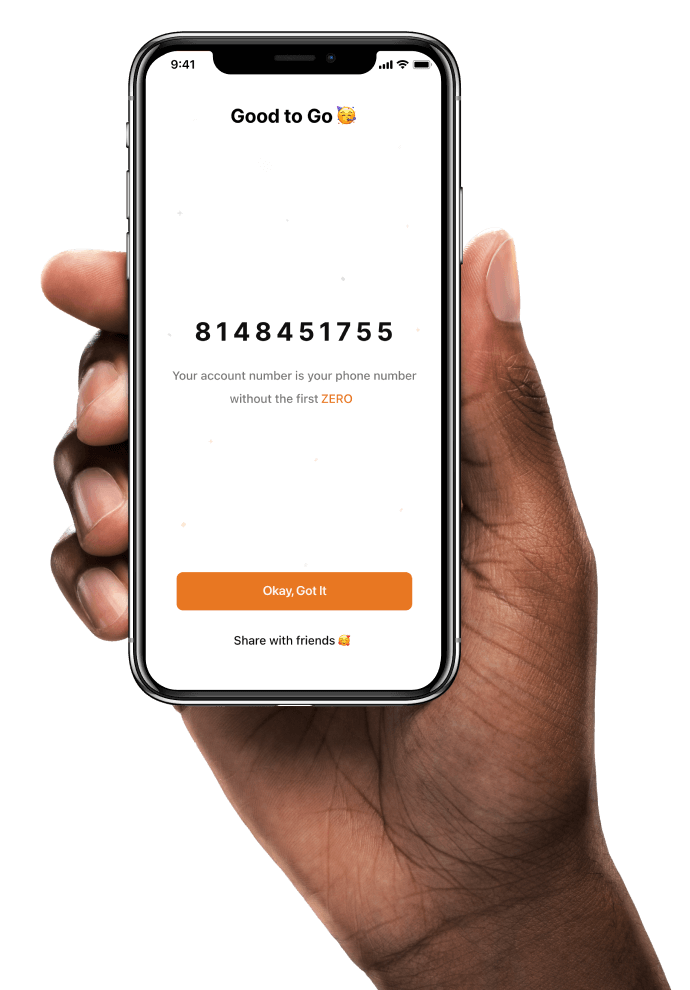 9:41
Good to Go 🥳
8148451755
Your account number is your phone number
without the first ZERO
Okay, Got It
Share with friends 🥰